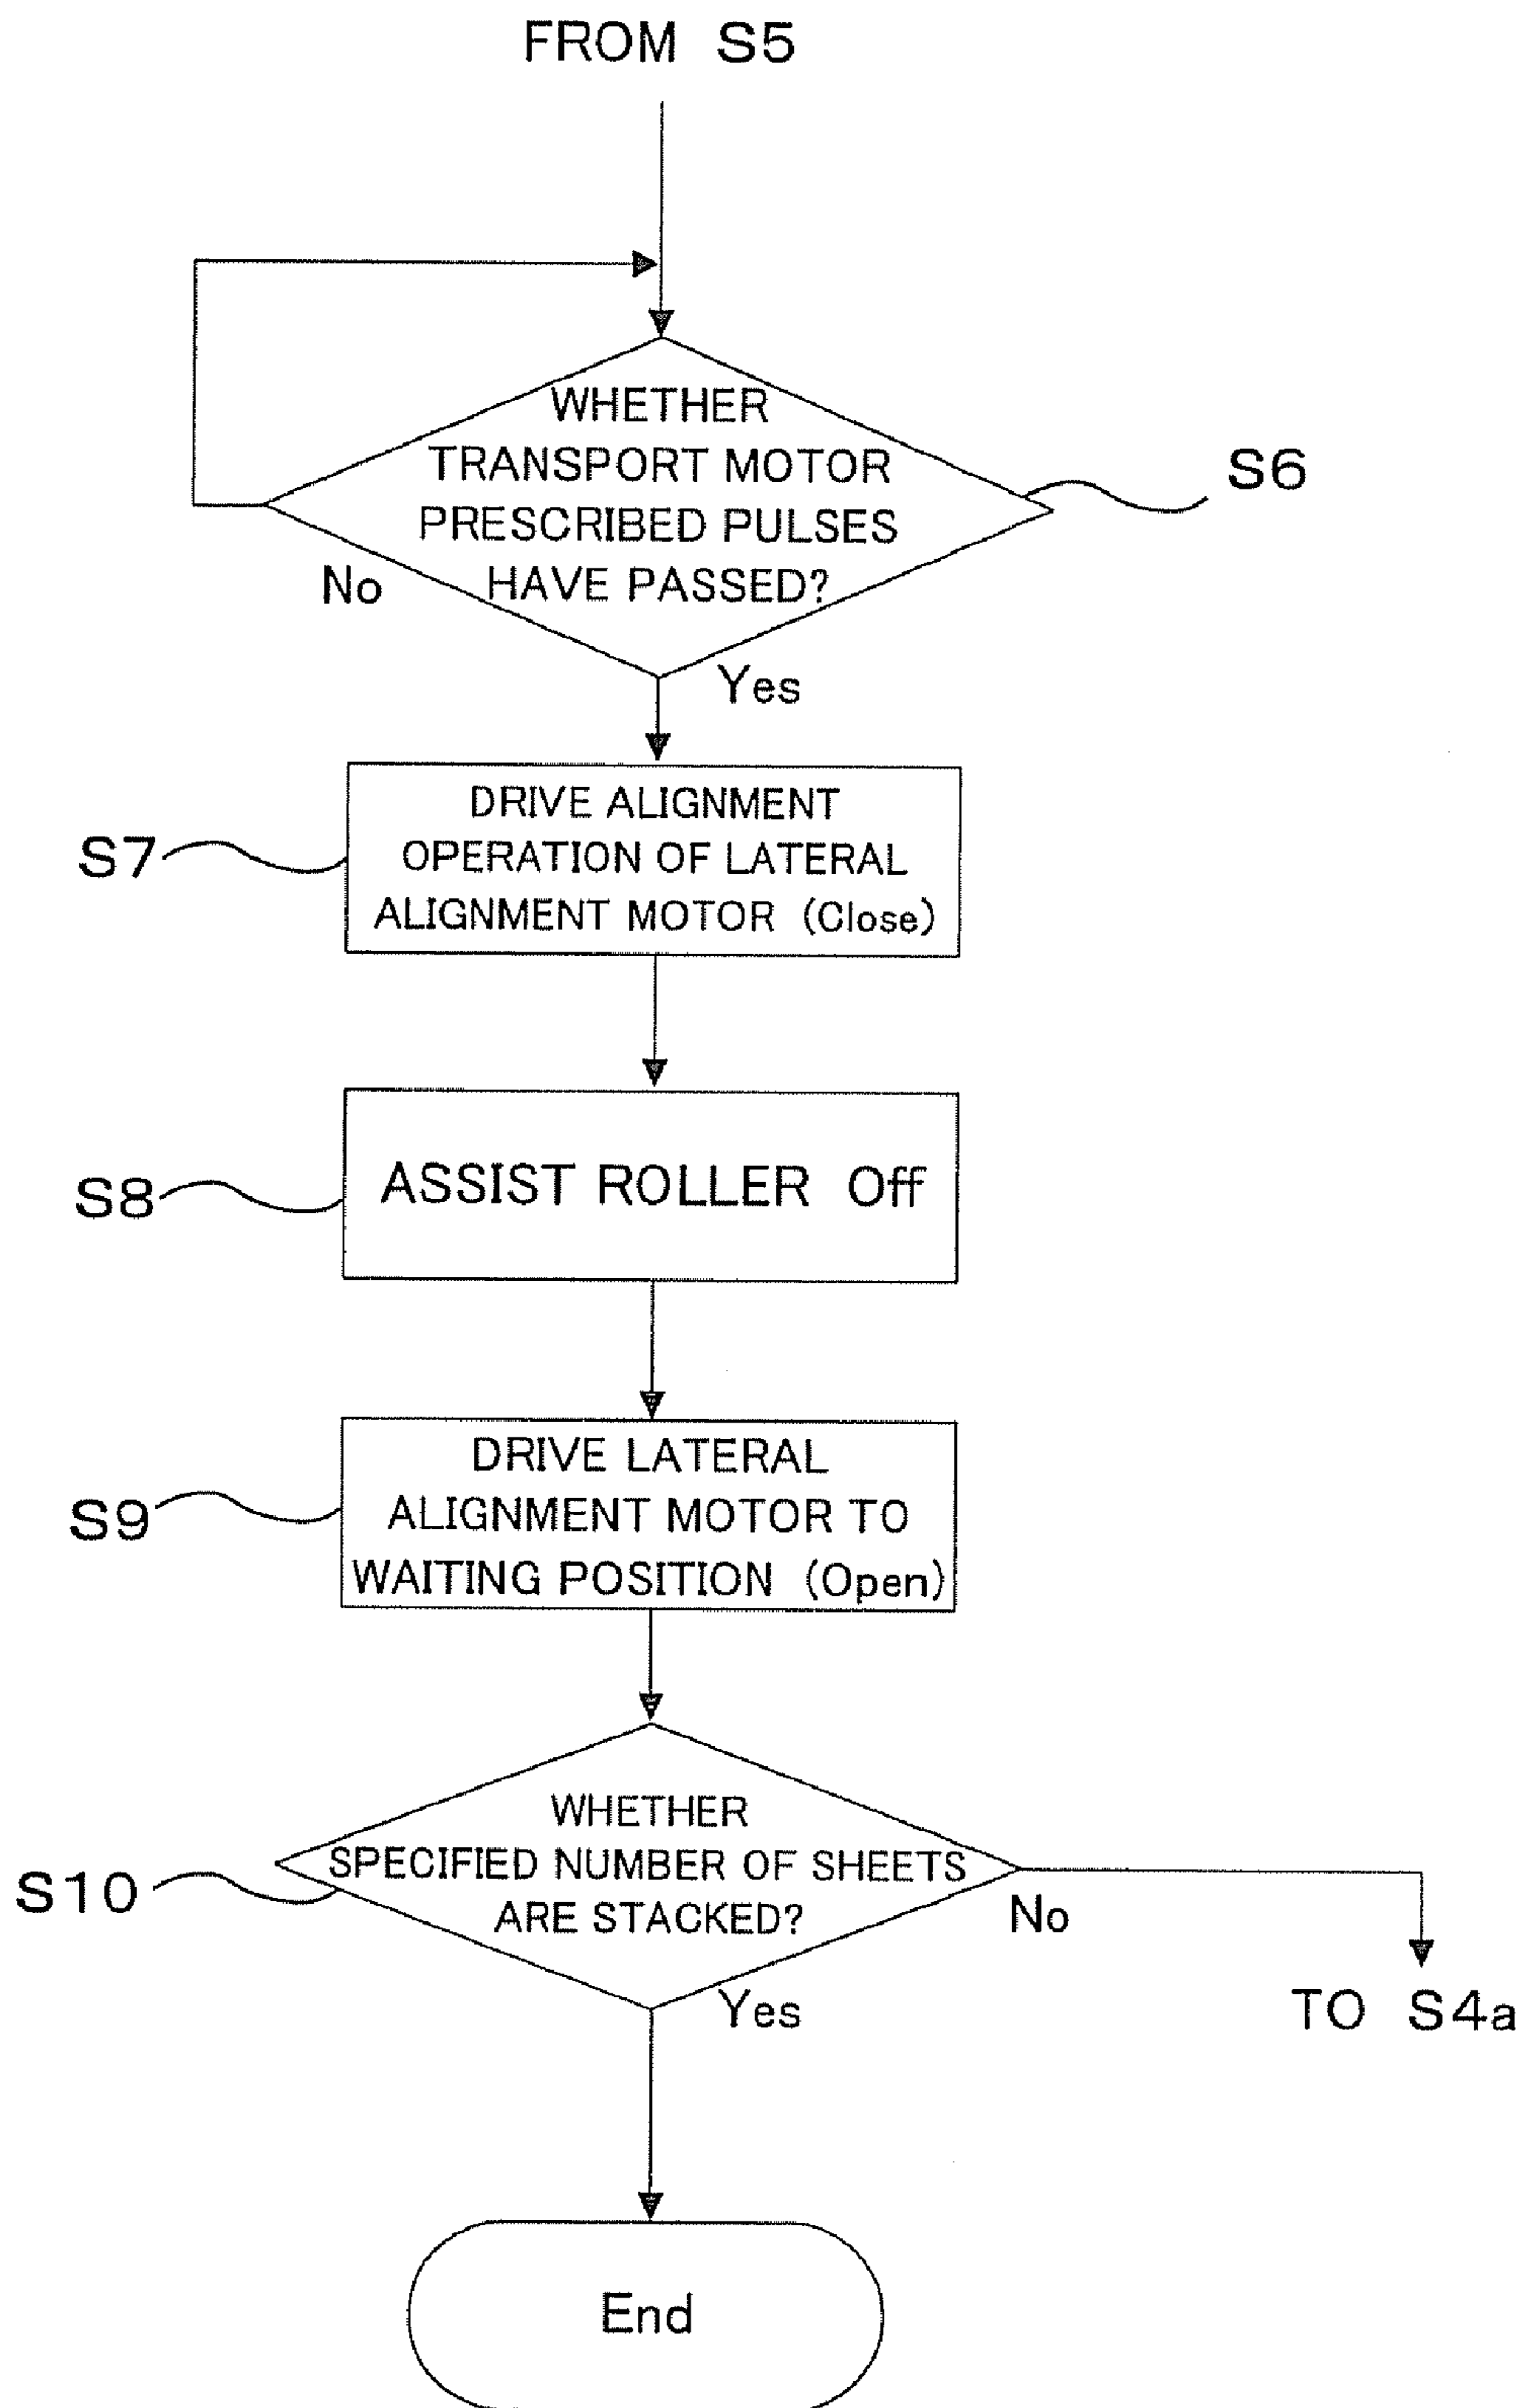 FROM S5
WHETHER
TRANSPORT MOTOR
PRESCRIBED PULSES
HAVE PASSED?
S6
No
Yes
DRIVE ALIGNMENT
OPERATION OF LATERAL
ALIGNMENT MOTOR (Close)
S7
ASSIST ROLLER Off
S8
DRIVE LATERAL
ALIGNMENT MOTOR TO
WAITING POSITION (Open)
S9
WHETHER
SPECIFIED NUMBER OF SHEETS
ARE STACKED?
S10
No
Yes
TO S4a
End